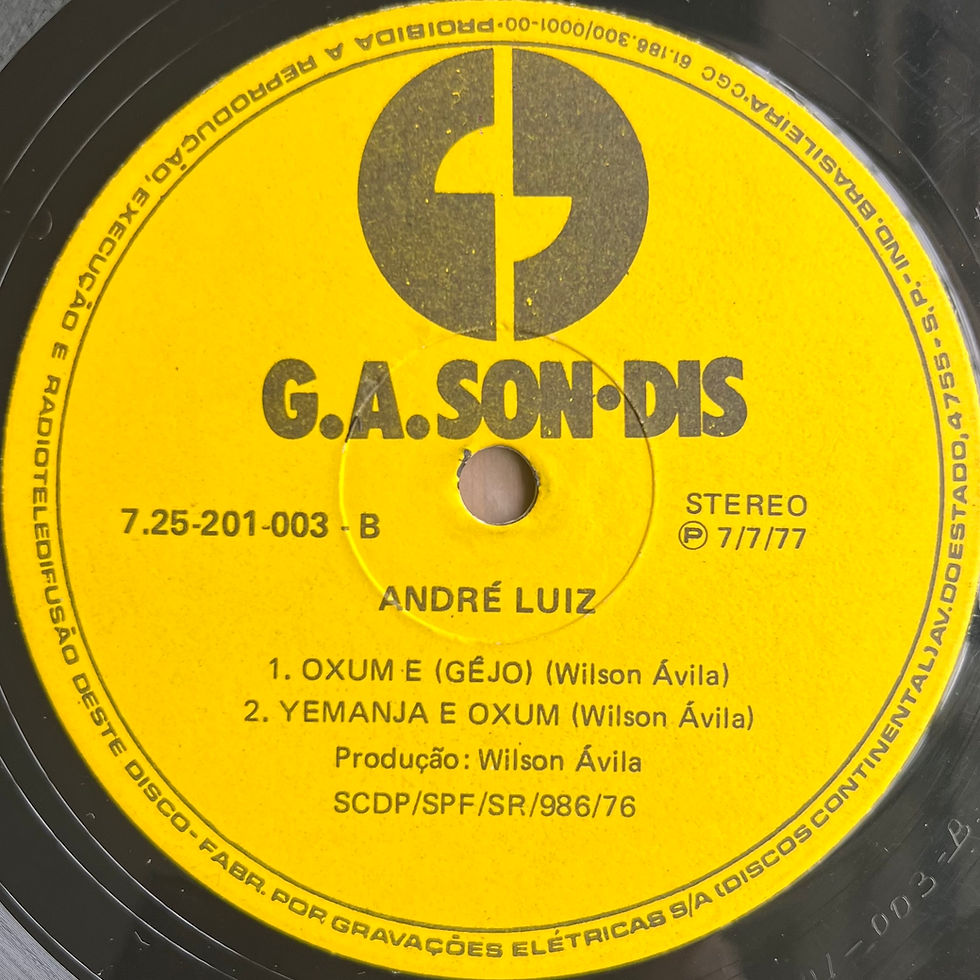 G.A.SON•DIS
7.25-201-003 - B
STEREO
Ⓟ 7/7/77
ANDRÉ LUIZ
1. OXUM E (GÊJO) (Wilson Ávila)
2. YEMANJA E OXUM (Wilson Ávila)
Produção: Wilson Ávila
SCDP/SPF/SR/986/76
PROIBIDA A REPRODUÇÃO, EXECUÇÃO E RADIOTELEDIFUSÃO DESTE DISCO - FABR. POR GRAVAÇÕES ELÉTRICAS S/A (DISCOS CONTINENTAL) AV. DO ESTADO, 4755 - S.P. - IND. BRASILEIRA • CGC 61.186.300/0001-00 •
003-B